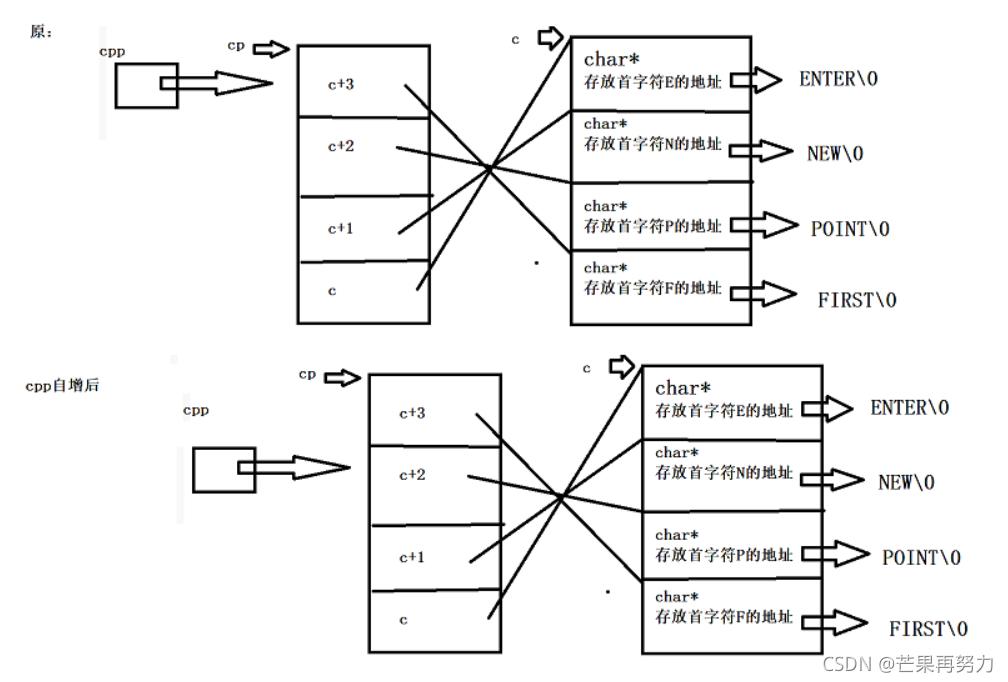 原:
cpp
cp
c
c+3
c+2
c+1
c
char*
存放首字符E的地址
ENTER\0
char*
存放首字符N的地址
NEW\0
char*
存放首字符P的地址
POINT\0
char*
存放首字符F的地址
FIRST\0
cpp自增后
cpp
cp
c
c+3
c+2
c+1
c
char*
存放首字符E的地址
ENTER\0
char*
存放首字符N的地址
NEW\0
char*
存放首字符P的地址
POINT\0
char*
存放首字符F的地址
FIRST\0
CSDN @芒果再努力